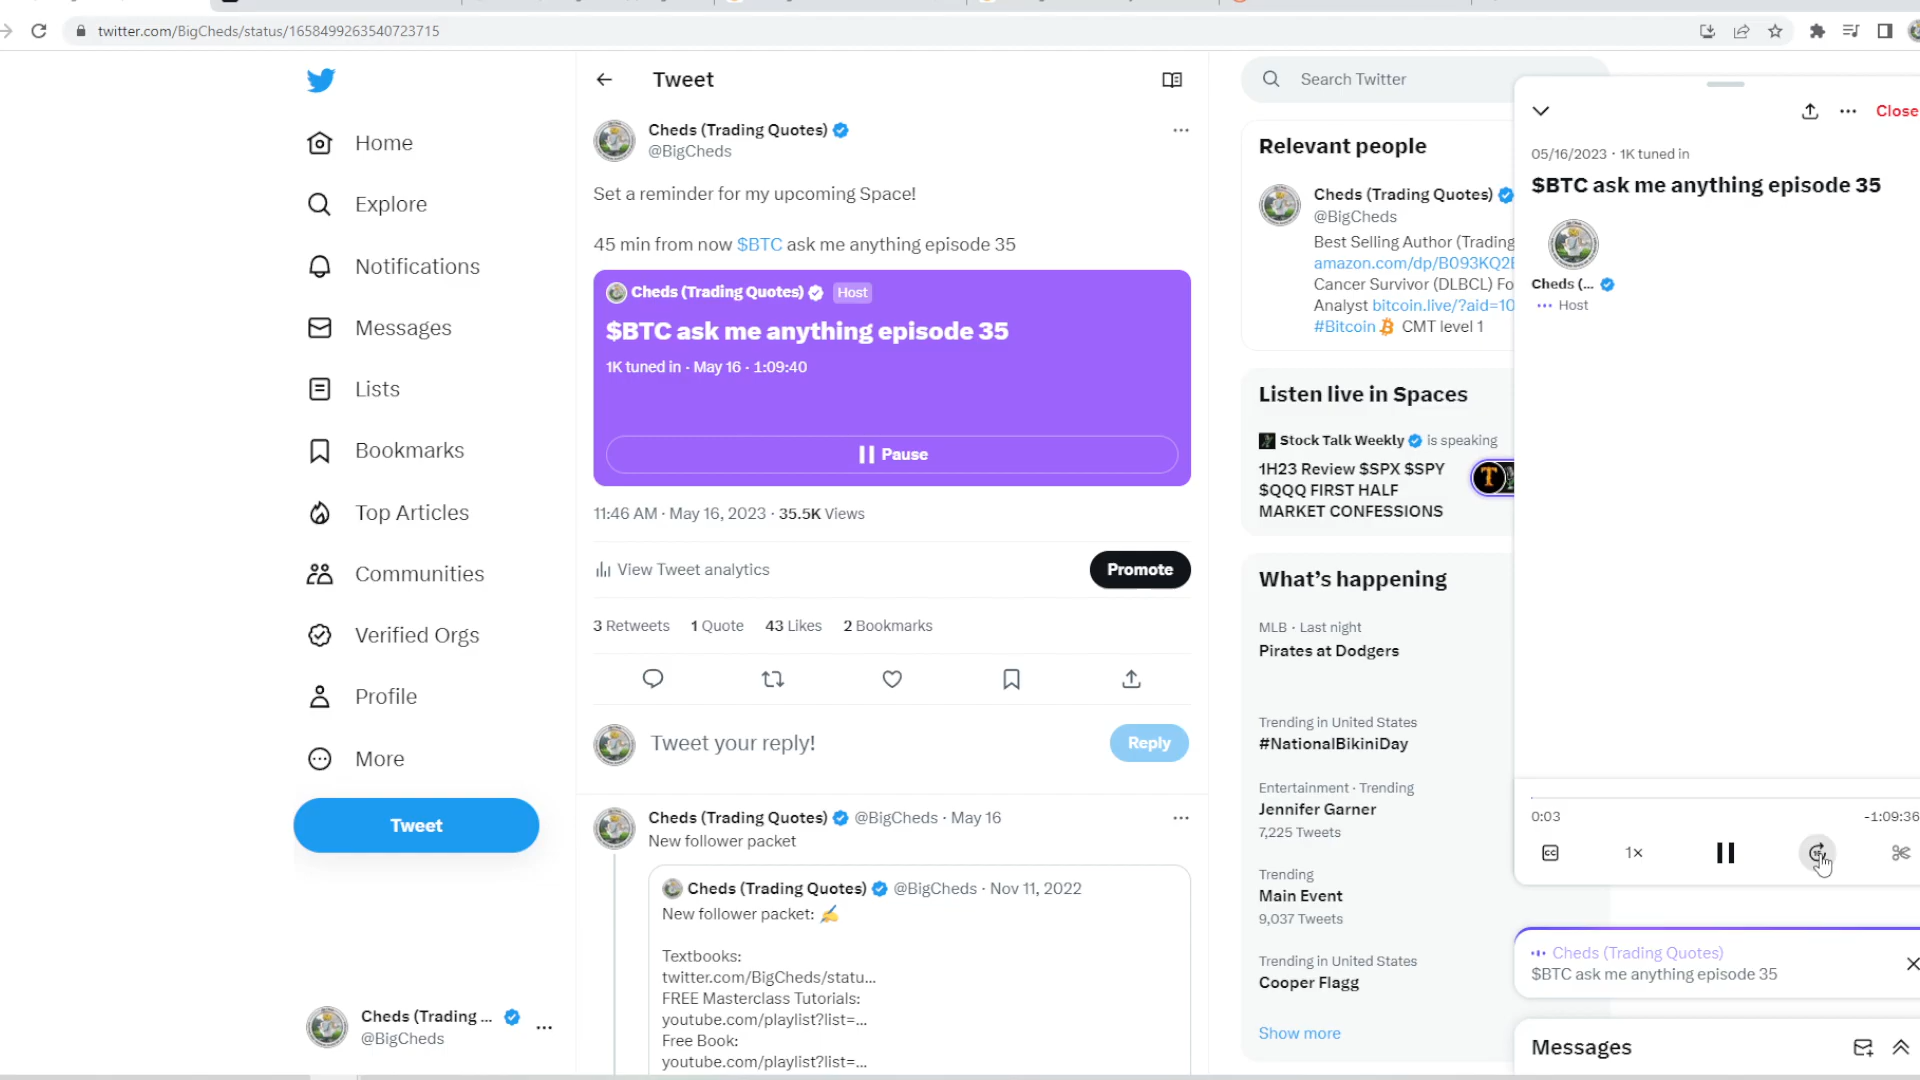 twitter.com/BigCheds/status/1658499263540723715
Home
Explore
Notifications
Messages
Lists
Bookmarks
Top Articles
Communities
Verified Orgs
Profile
More
Tweet
Cheds (Trading ...
@BigCheds
Tweet
Cheds (Trading Quotes)
@BigCheds
Set a reminder for my upcoming Space!
45 min from now $BTC ask me anything episode 35
Cheds (Trading Quotes) Host
$BTC ask me anything episode 35
1K tuned in · May 16 · 1:09:40
Pause
11:46 AM · May 16, 2023 · 35.5K Views
View Tweet analytics
Promote
3 Retweets 1 Quote 43 Likes 2 Bookmarks
Tweet your reply!
Reply
Cheds (Trading Quotes) @BigCheds · May 16
New follower packet
Cheds (Trading Quotes) @BigCheds · Nov 11, 2022
New follower packet: ✍️
Textbooks:
twitter.com/BigCheds/statu...
FREE Masterclass Tutorials:
youtube.com/playlist?list=...
Free Book:
youtube.com/playlist?list=...
Search Twitter
Relevant people
Cheds (Trading Quotes)
@BigCheds
Best Selling Author (Trading
amazon.com/dp/B093KQ2
Cancer Survivor (DLBCL) Fo
Analyst bitcoin.live/?aid=10
#Bitcoin CMT level 1
Listen live in Spaces
Stock Talk Weekly is speaking
1H23 Review $SPX $SPY
$QQQ FIRST HALF
MARKET CONFESSIONS
What's happening
MLB · Last night
Pirates at Dodgers
Trending in United States
#NationalBikiniDay
Entertainment · Trending
Jennifer Garner
7,225 Tweets
Trending
Main Event
9,037 Tweets
Trending in United States
Cooper Flagg
Show more
Close
05/16/2023 · 1K tuned in
$BTC ask me anything episode 35
Cheds (...
Host
0:03
-1:09:36
CC
1×
Cheds (Trading Quotes)
$BTC ask me anything episode 35
Messages